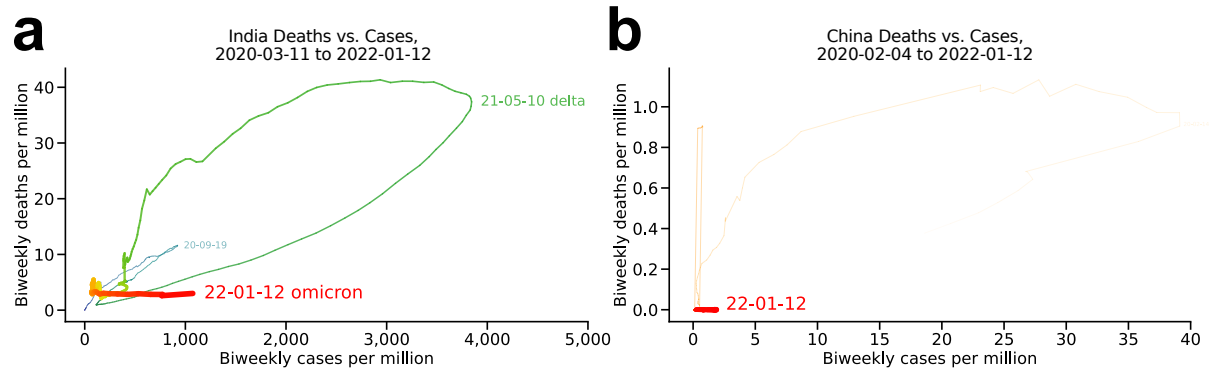 a
India Deaths vs. Cases,
2020-03-11 to 2022-01-12
Biweekly deaths per million
40
30
20
10
0
21-05-10 delta
20-09-19
22-01-12 omicron
0
1,000
2,000
3,000
4,000
5,000
Biweekly cases per million
b
China Deaths vs. Cases,
2020-02-04 to 2022-01-12
Biweekly deaths per million
1.0
0.8
0.6
0.4
0.2
0.0
22-01-12
0
5
10
15
20
25
30
35
40
Biweekly cases per million